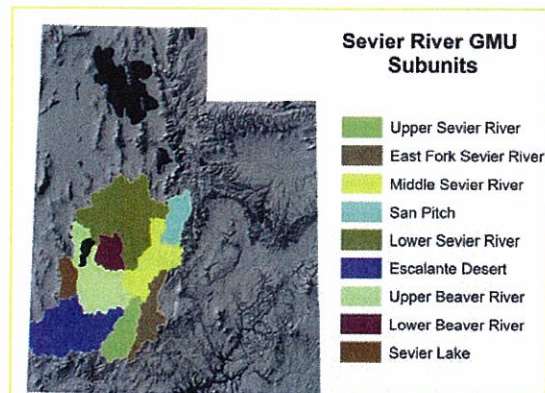 Sevier River GMU
Subunits
Upper Sevier River
East Fork Sevier River
Middle Sevier River
San Pitch
Lower Sevier River
Escalante Desert
Upper Beaver River
Lower Beaver River
Sevier Lake